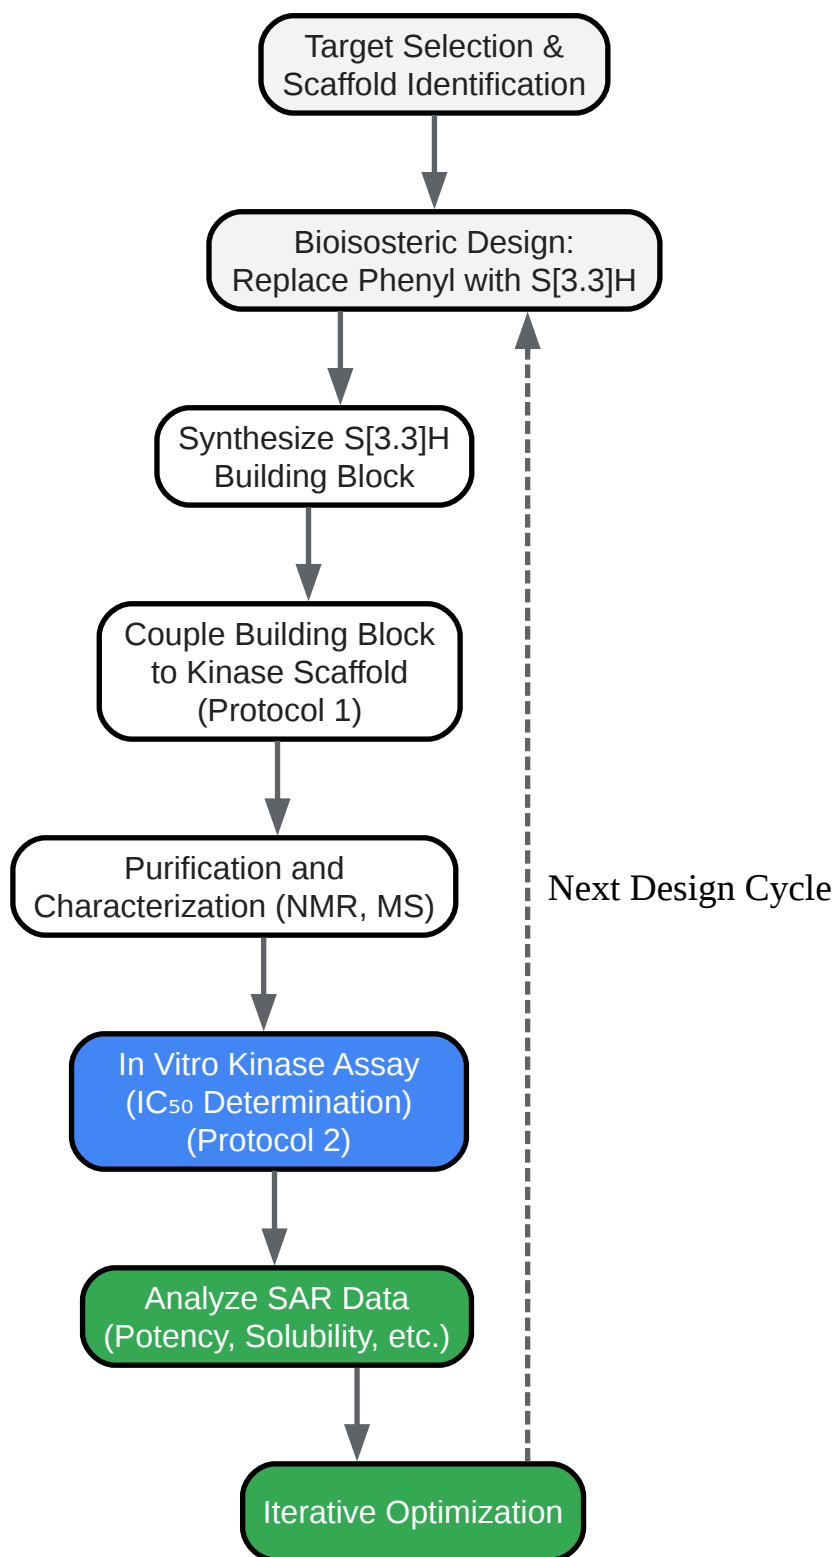 Target Selection &
Scaffold Identification
Bioisosteric Design:
Replace Phenyl with S[3.3]H
Synthesize S[3.3]H
Building Block
Couple Building Block
to Kinase Scaffold
(Protocol 1)
Purification and
Characterization (NMR, MS)
Next Design Cycle
In Vitro Kinase Assay
(IC₅₀ Determination)
(Protocol 2)
Analyze SAR Data
(Potency, Solubility, etc.)
Iterative Optimization